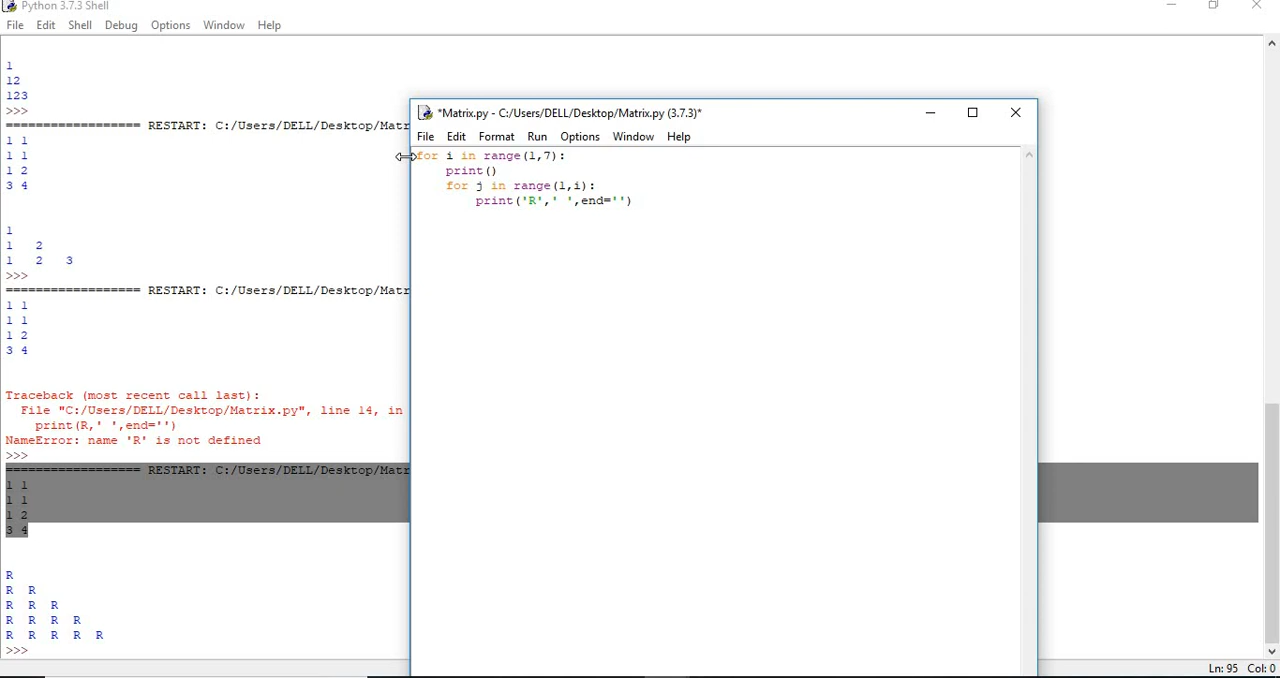 Python 3.7.3 Shell
File Edit Shell Debug Options Window Help
1
12
123
>>>
================== RESTART: C:/Users/DELL/Desktop/Matr
1 1
1 1
1 2
3 4
1
1 2
1 2 3
>>>
================== RESTART: C:/Users/DELL/Desktop/Matr
1 1
1 1
1 2
3 4
Traceback (most recent call last):
File "C:/Users/DELL/Desktop/Matrix.py", line 14, in
print(R,' ',end='')
NameError: name 'R' is not defined
>>>
================== RESTART: C:/Users/DELL/Desktop/Matr
1 1
1 1
1 2
3 4
R
R R
R R R
R R R R
R R R R R
>>>
*Matrix.py - C:/Users/DELL/Desktop/Matrix.py (3.7.3)*
File Edit Format Run Options Window Help
for i in range(1,7):
print()
for j in range(1,i):
print('R',' ',end='')
Ln: 95 Col: 0